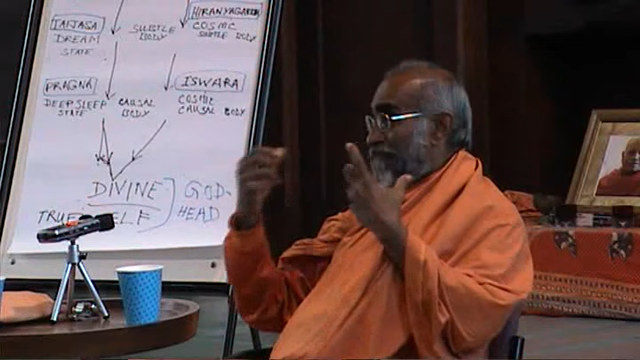 TAIJASA
DREAM
STATE
SUBTLE
BODY
HIRANYAGARBH
COSMIC
SUBTLE BODY
PRAGNA
DEEP SLEEP
STATE
CAUSAL
BODY
ISWARA
COSMIC
CAUSAL BODY
DIVINE
TRUE SELF
GOD-
HEAD